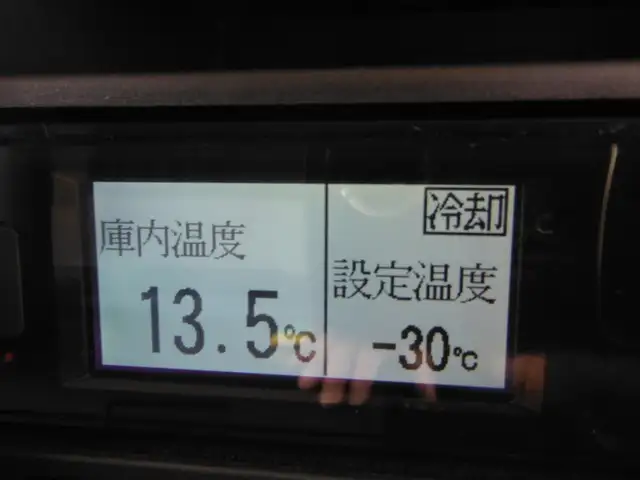 庫内温度
13.5℃
冷却
設定温度
-30℃